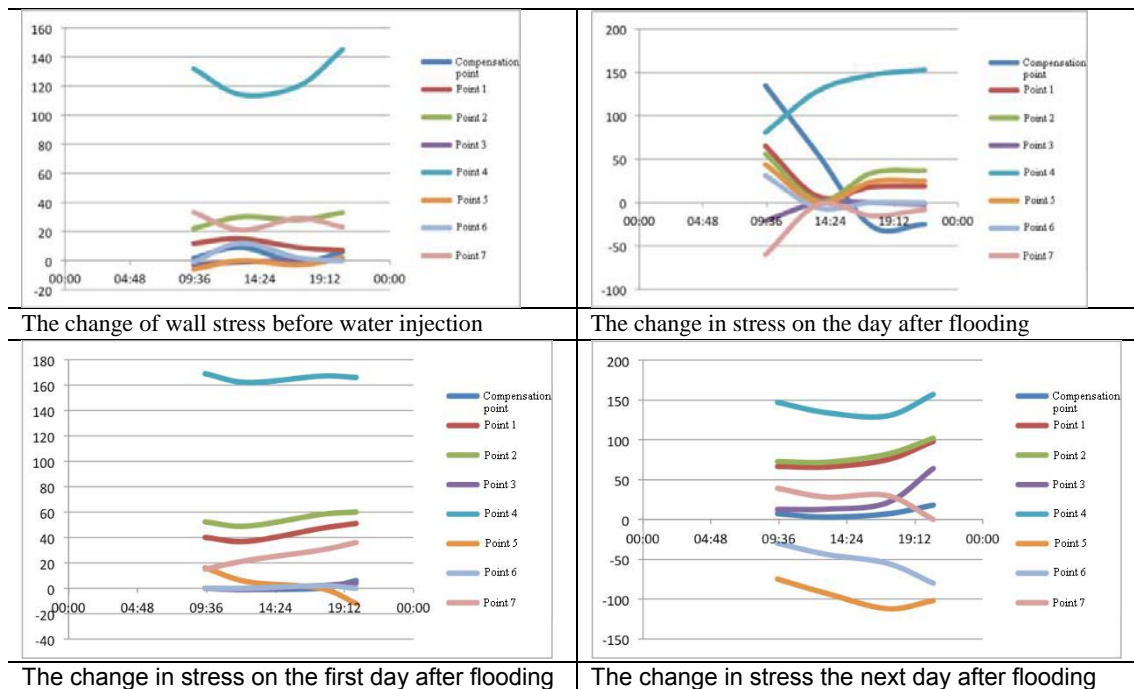 160
140
120
100
80
60
40
20
0
-20
00:00 04:48 09:36 14:24 19:12 00:00
Compensation
point
Point 1
Point 2
Point 3
Point 4
Point 5
Point 6
Point 7
The change of wall stress before water injection
200
150
100
50
0
-50
-100
00:00 04:48 09:36 14:24 19:12 00:00
Compensation
point
Point 1
Point 2
Point 3
Point 4
Point 5
Point 6
Point 7
The change in stress on the day after flooding
180
160
140
120
100
80
60
40
20
0
-20
-40
00:00 04:48 09:36 14:24 19:12 00:00
Compensation
point
Point 1
Point 2
Point 3
Point 4
Point 5
Point 6
Point 7
The change in stress on the first day after flooding
200
150
100
50
0
-50
-100
-150
00:00 04:48 09:36 14:24 19:12 00:00
Compensation
point
Point 1
Point 2
Point 3
Point 4
Point 5
Point 6
Point 7
The change in stress the next day after flooding